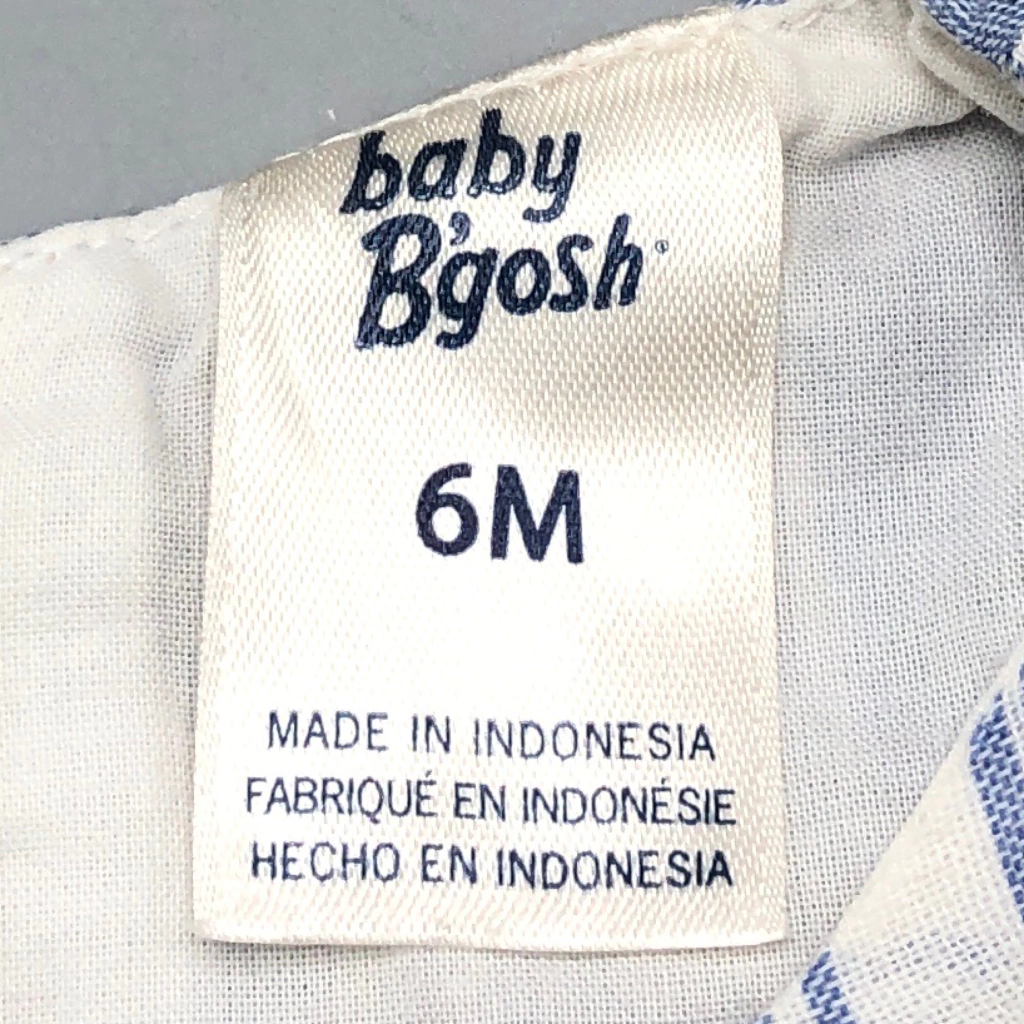 baby
B'gosh®
6M
MADE IN INDONESIA
FABRIQUÉ EN INDONÉSIE
HECHO EN INDONESIA